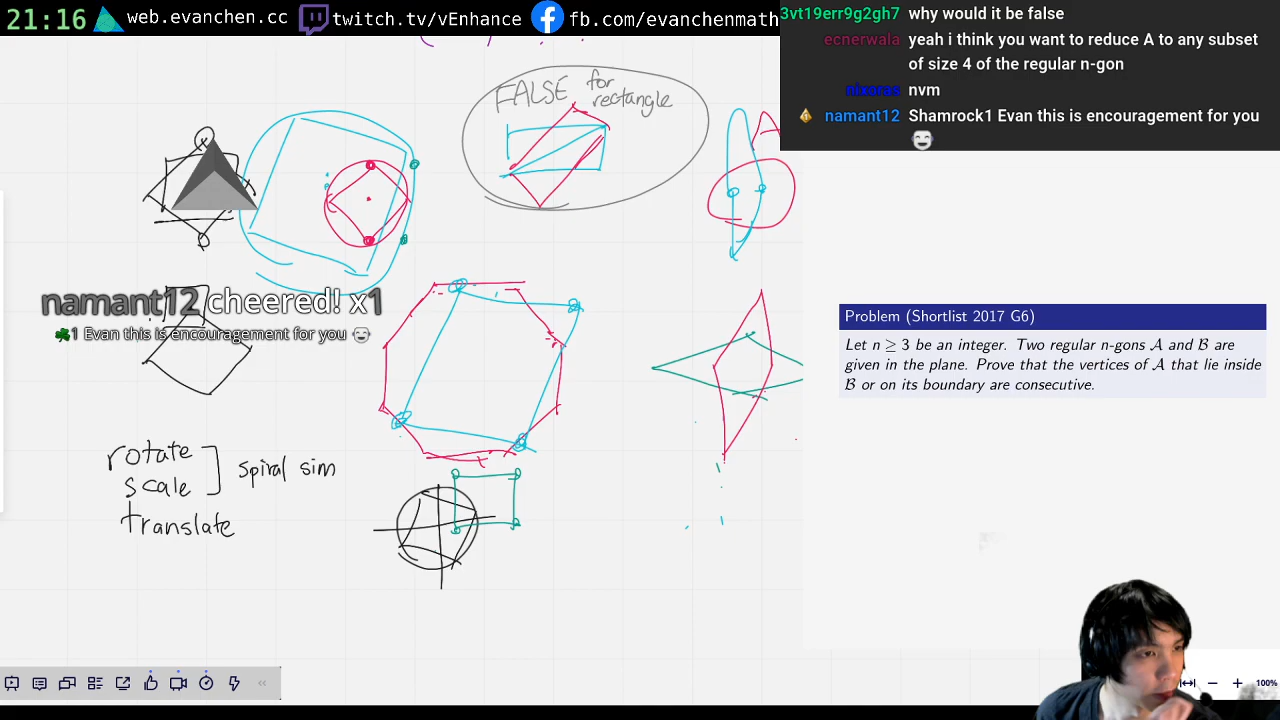 21:16 web.evanchen.cc twitch.tv/vEnhance fb.com/evanchenmath
3vt19err9g2gh7 why would it be false
ecnerwala yeah i think you want to reduce A to any subset
of size 4 of the regular n-gon
nixoras nvm
namant12 Shamrock1 Evan this is encouragement for you
FALSE for
rectangle
namant12 cheered! x1
1 Evan this is encouragement for you
Problem (Shortlist 2017 G6)
Let n ≥ 3 be an integer. Two regular n-gons 𝒜 and ℬ are
given in the plane. Prove that the vertices of 𝒜 that lie inside
ℬ or on its boundary are consecutive.
rotate
scale
spiral sim
translate
100%